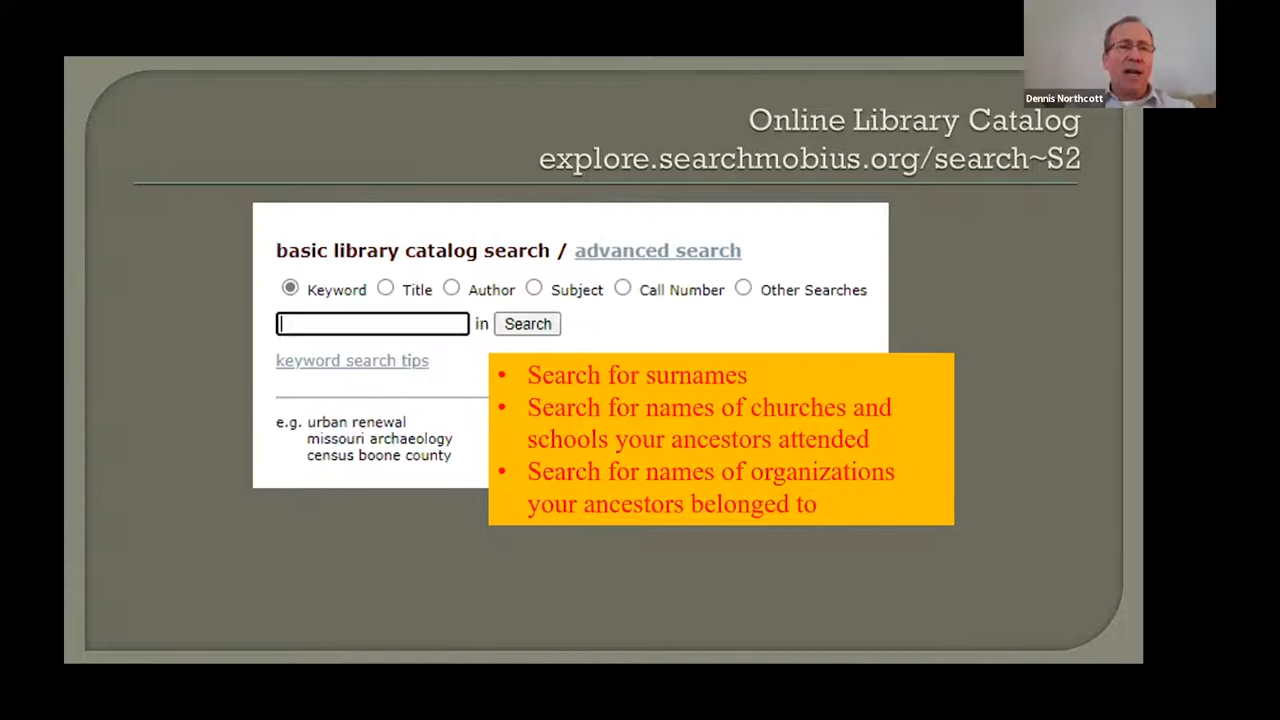 Dennis Northcott
Online Library Catalog
explore.searchmobius.org/search~S2
basic library catalog search / advanced search
Keyword Title Author Subject Call Number Other Searches
in Search
keyword search tips
e.g. urban renewal
missouri archaeology
census boone county
• Search for surnames
• Search for names of churches and
schools your ancestors attended
• Search for names of organizations
your ancestors belonged to